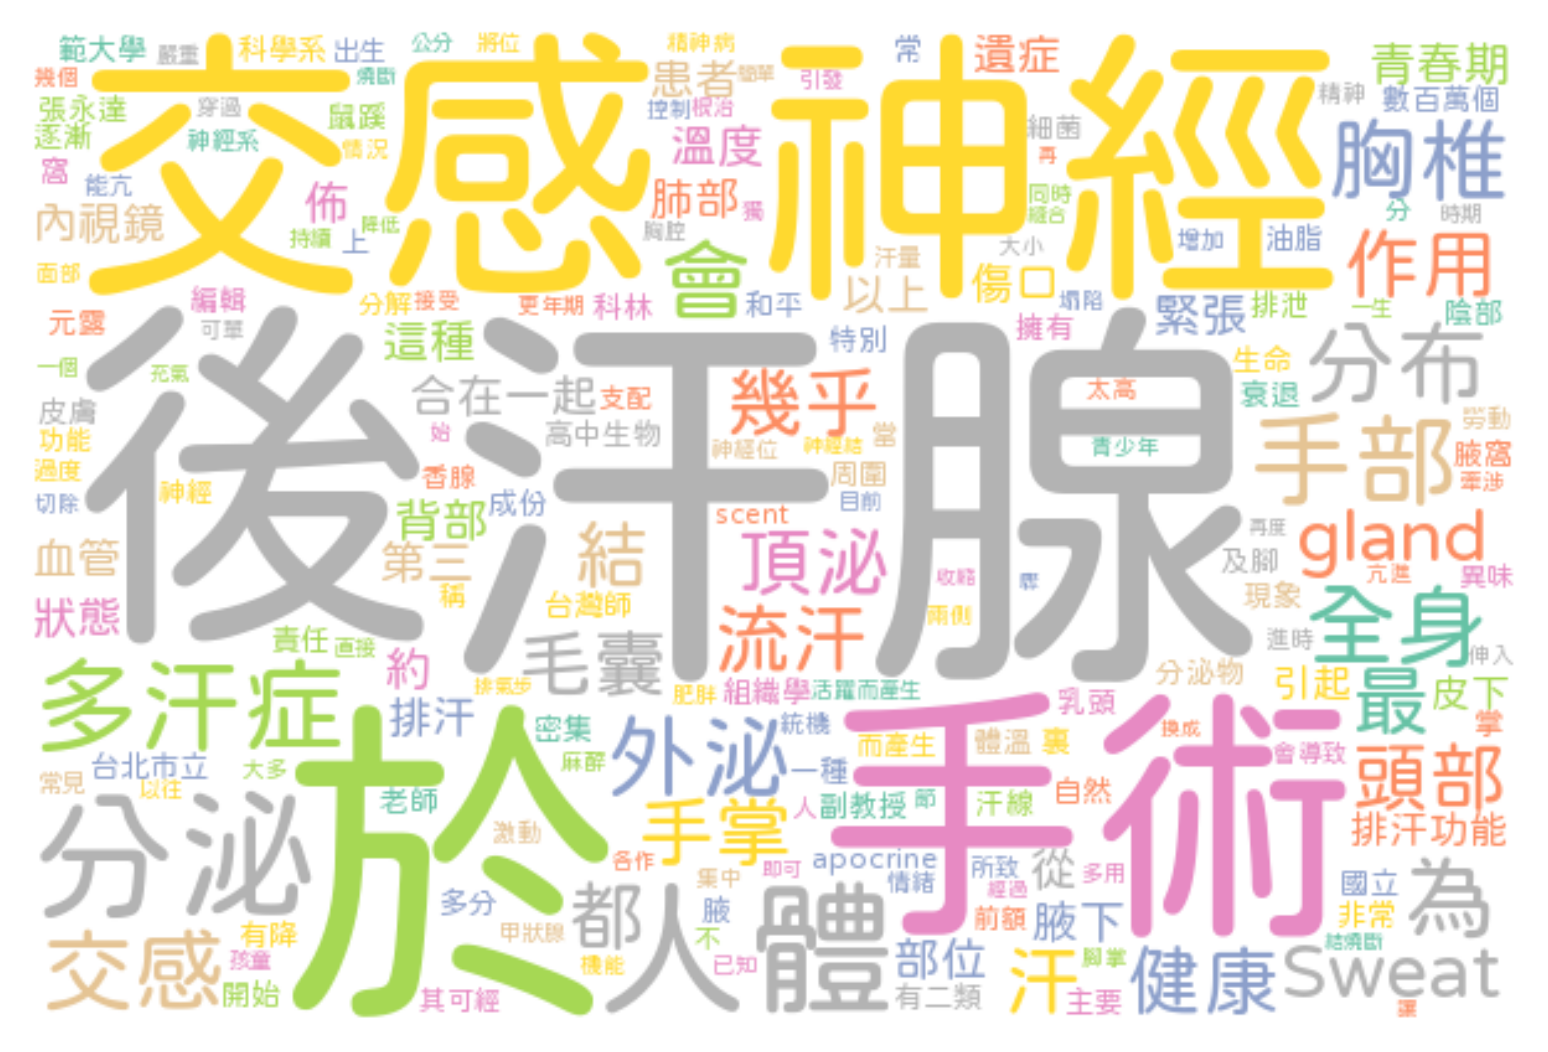 範大學 嚴重 科學系 出生 公分 將位 精神病 常 遺症 青春期
幾個 燒斷 患者 簡單 引發 精神 數百萬個
交感神經
張永達 穿過 鼠蹊 控制 根治 細菌
逐漸 神經系 情況 溫度 再 胸椎
窩 能亢 佈 肺部 獨 同時 縫合 分 時期
內視鏡 持續 上 降低 胸腔 大小 增加 油脂 作用
面部 會 汗量 傷口
元露 編輯 分解 接受 更年期 科林 和平 以上 塌陷 緊張 排泄 一生 陰部
可單 這種 特別 擁有
後汗腺
一個 充氣 合在一起 支配 幾乎 太高 生命 衰退 分布
皮膚 始 高中生物 神經位 神經結 當 青少年 手部 勞動
功能 過度 神經 香腺 周圍 腋窩
切除 背部 成份 目前 scent 再度 牽涉
血管 第三 結 頂泌 收縮 及腳 gland 亢進 異味
狀態 稱 台灣師 流汗 兩側 現象 全身
責任 直接 毛囊 進時 伸入
多汗症 約 排氣步 肥胖 組織學 活躍而產生 乳頭 分泌物 引起 最 皮下
排汗 密集 外泌 統機 手術 換成 掌
台北市立 大多 於 麻醉 一種 而產生 體溫 裏 會導致 頭部
常見 以往 老師 手掌 人 副教授 節 汗線 自然
分泌 激動 各作 即可 apocrine 所致 從 多用 排汗功能
集中 情緒 經過 國立 為
多分 都 人體 腋 前額 腋下 非常
交感 有降 甲狀腺 不 部位 結燒斷
孩童 機能 已知 汗 腳掌 健康 Sweat
開始 其可經 有二類 主要 讓